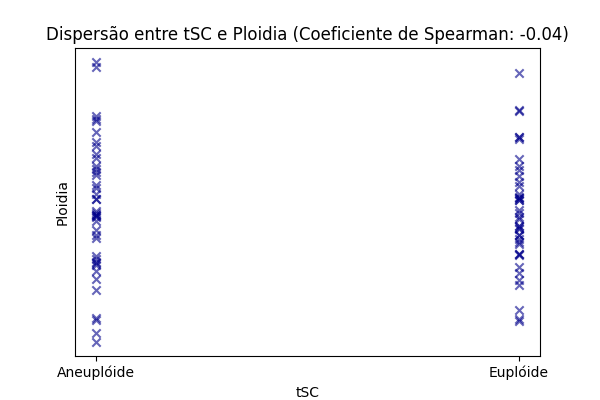 Dispersão entre tSC e Ploidia (Coeficiente de Spearman: -0.04)
Ploidia
Aneuplóide
Euplóide
tSC